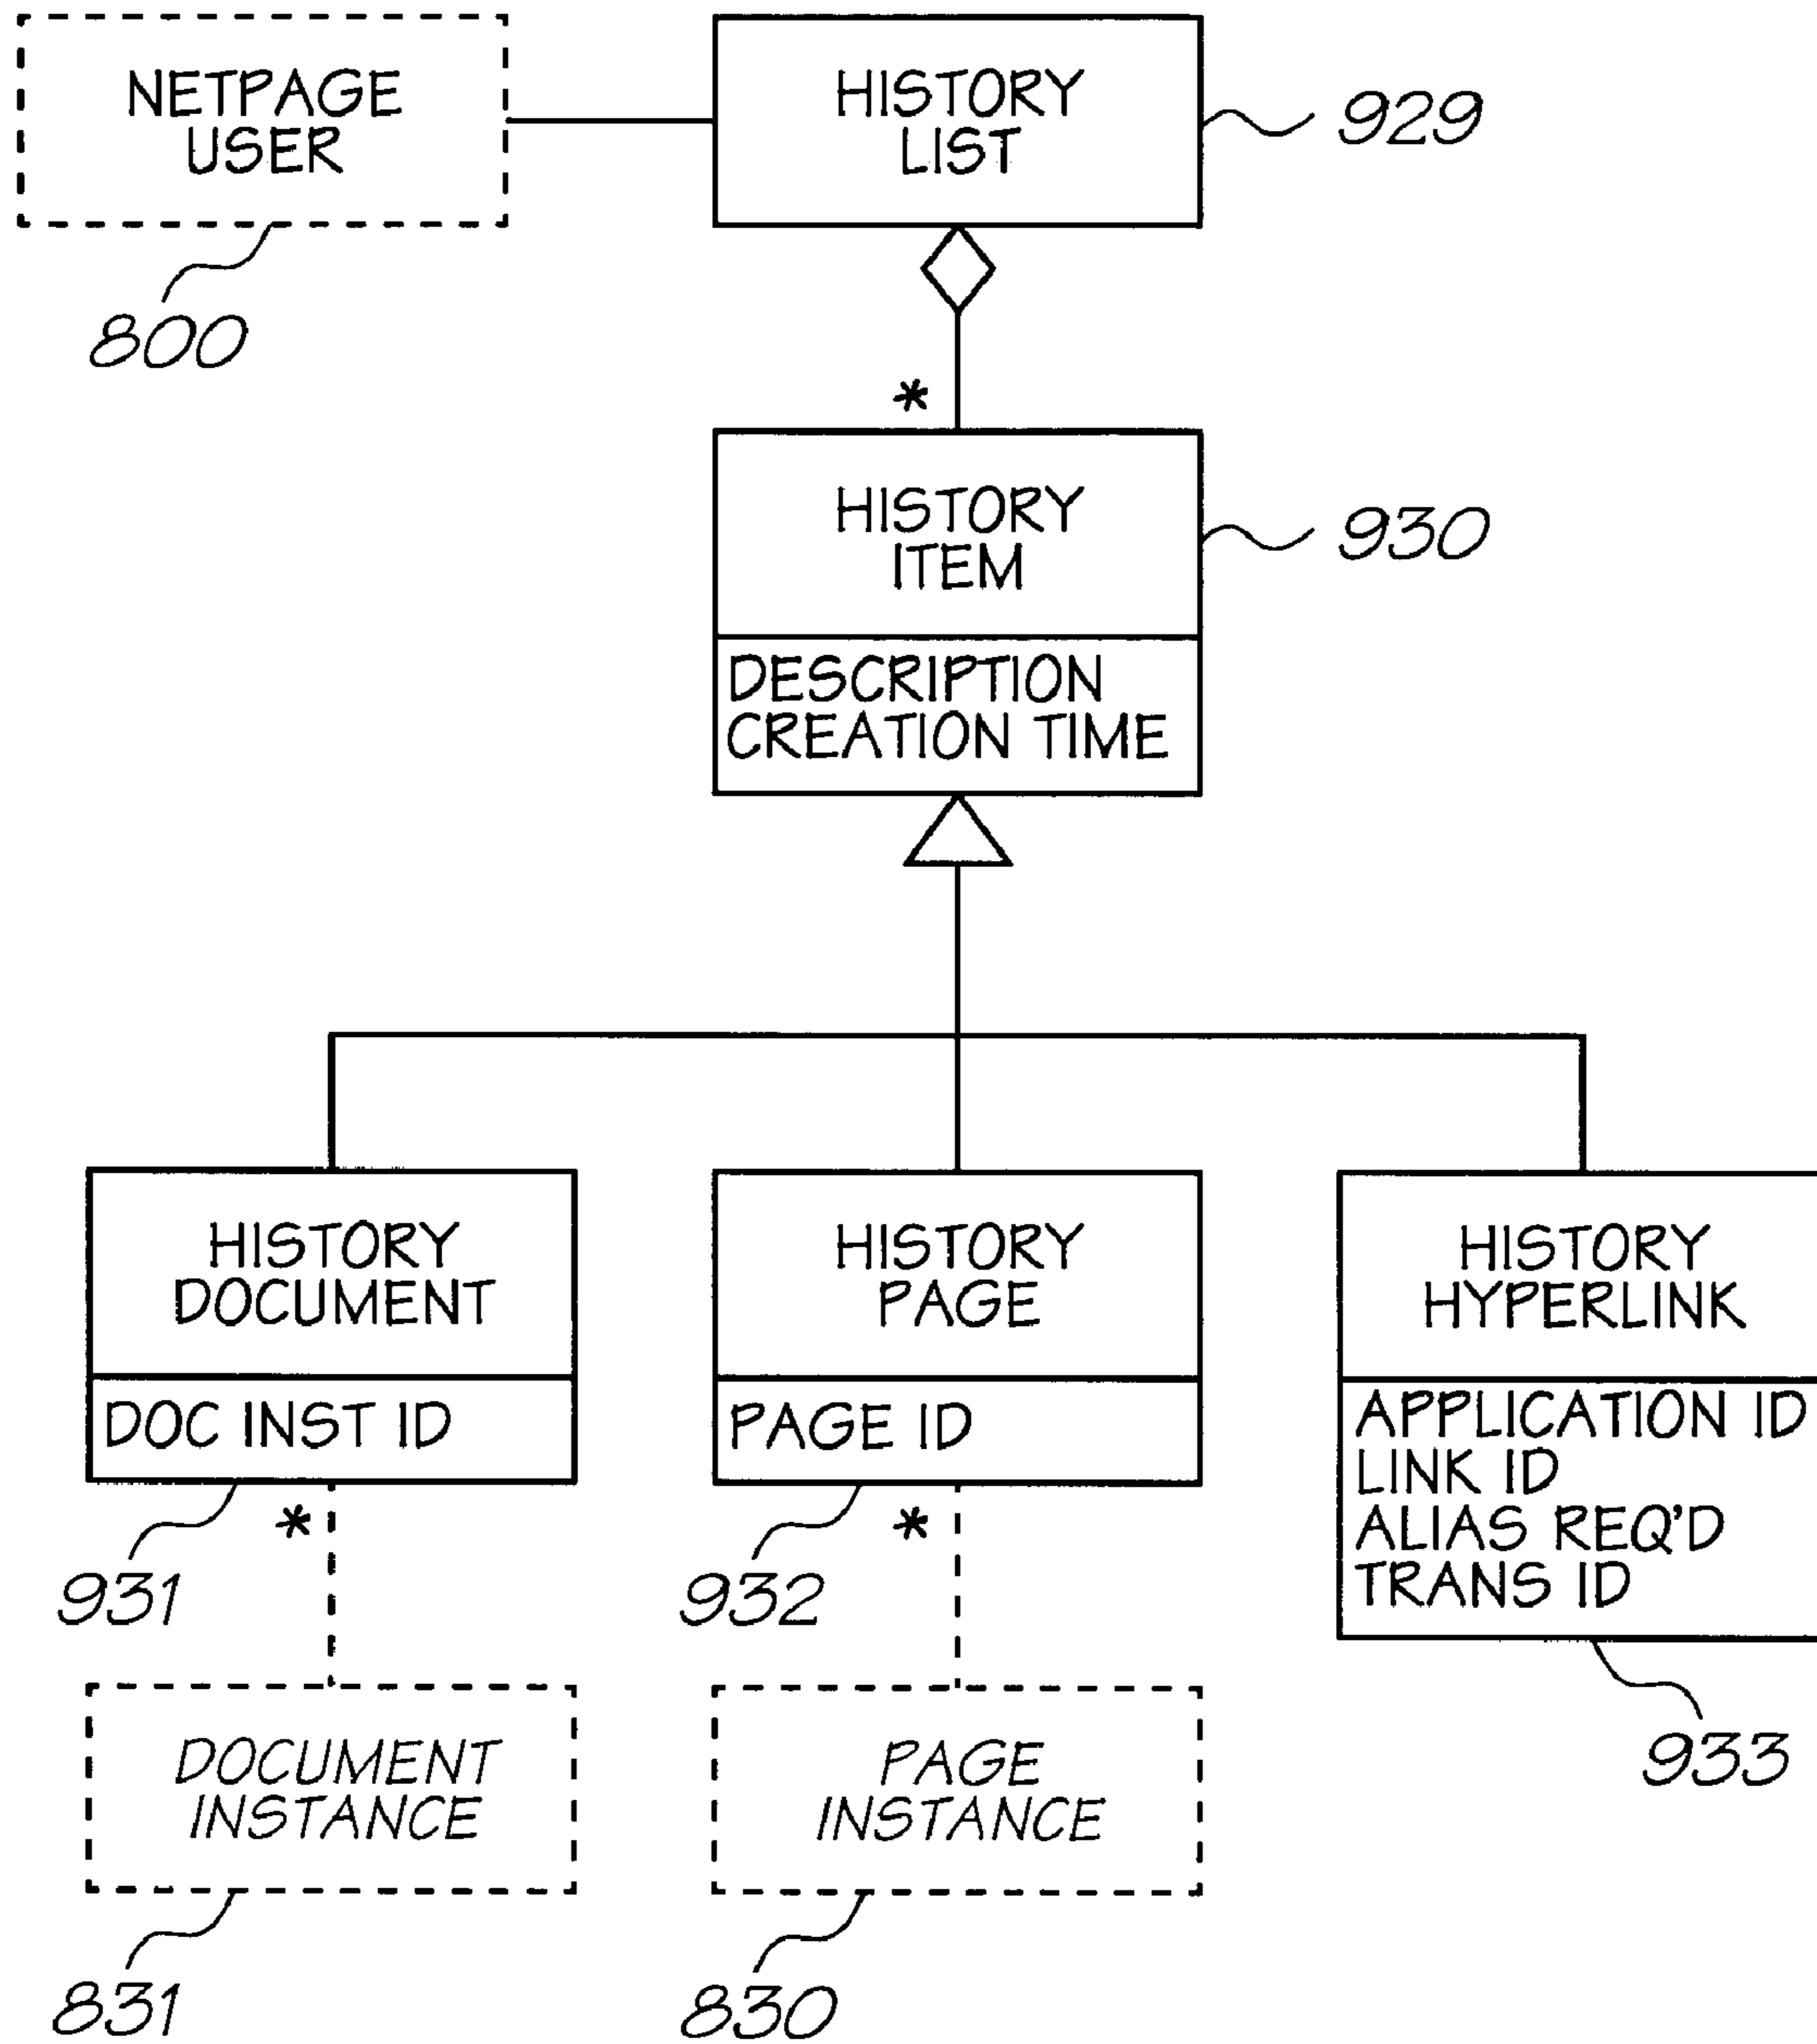 NETPAGE
USER
800
HISTORY
LIST
929
*
HISTORY
ITEM
930
DESCRIPTION
CREATION TIME
HISTORY
DOCUMENT
DOC INST ID
*
931
HISTORY
PAGE
PAGE ID
*
932
HISTORY
HYPERLINK
APPLICATION ID
LINK ID
ALIAS REQ'D
TRANS ID
933
DOCUMENT
INSTANCE
831
PAGE
INSTANCE
830